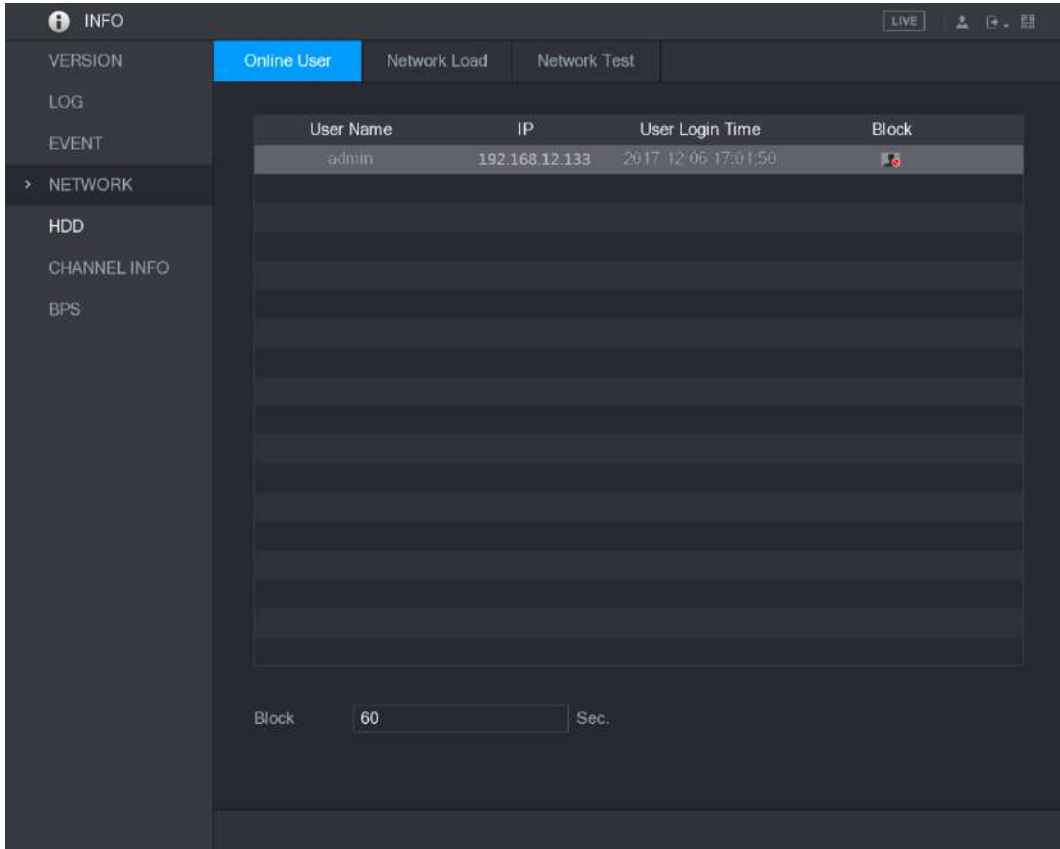 INFO LIVE
VERSION
LOG
EVENT
> NETWORK
HDD
CHANNEL INFO
BPS
Online User Network Load Network Test
User Name IP User Login Time Block
admin 192.168.12.133 2017-12-06 17:01:50
Block 60 Sec.